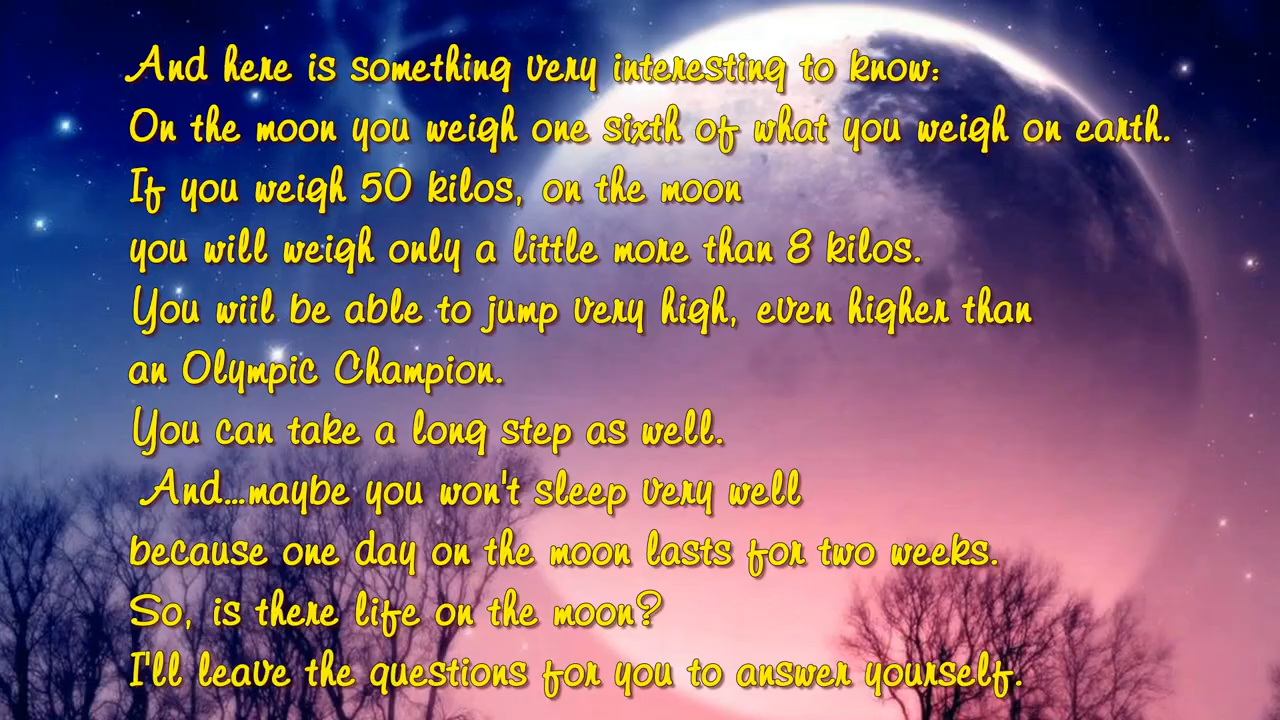 And here is something very interesting to know:
On the moon you weigh one sixth of what you weigh on earth.
If you weigh 50 kilos, on the moon
you will weigh only a little more than 8 kilos.
You wiil be able to jump very high, even higher than
an Olympic Champion.
You can take a long step as well.
And...maybe you won't sleep very well
because one day on the moon lasts for two weeks.
So, is there life on the moon?
I'll leave the questions for you to answer yourself.